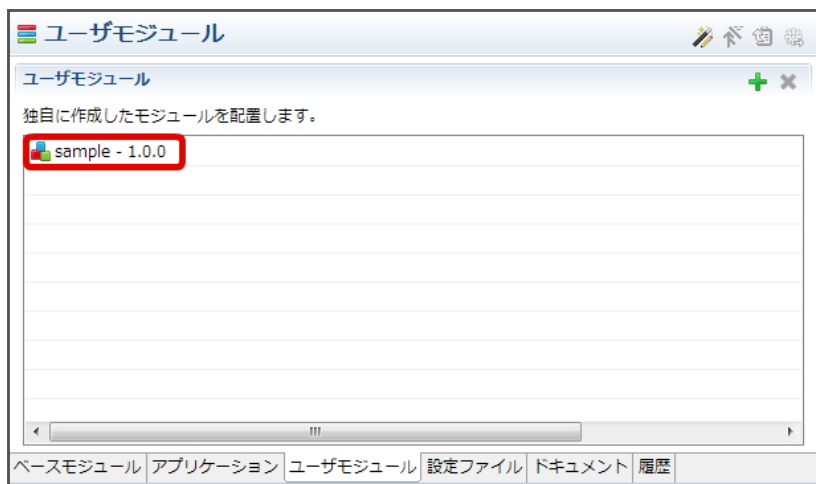 ユーザモジュール
ユーザモジュール
独自に作成したモジュールを配置します。
sample - 1.0.0
ベースモジュール アプリケーション ユーザモジュール 設定ファイル ドキュメント 履歴